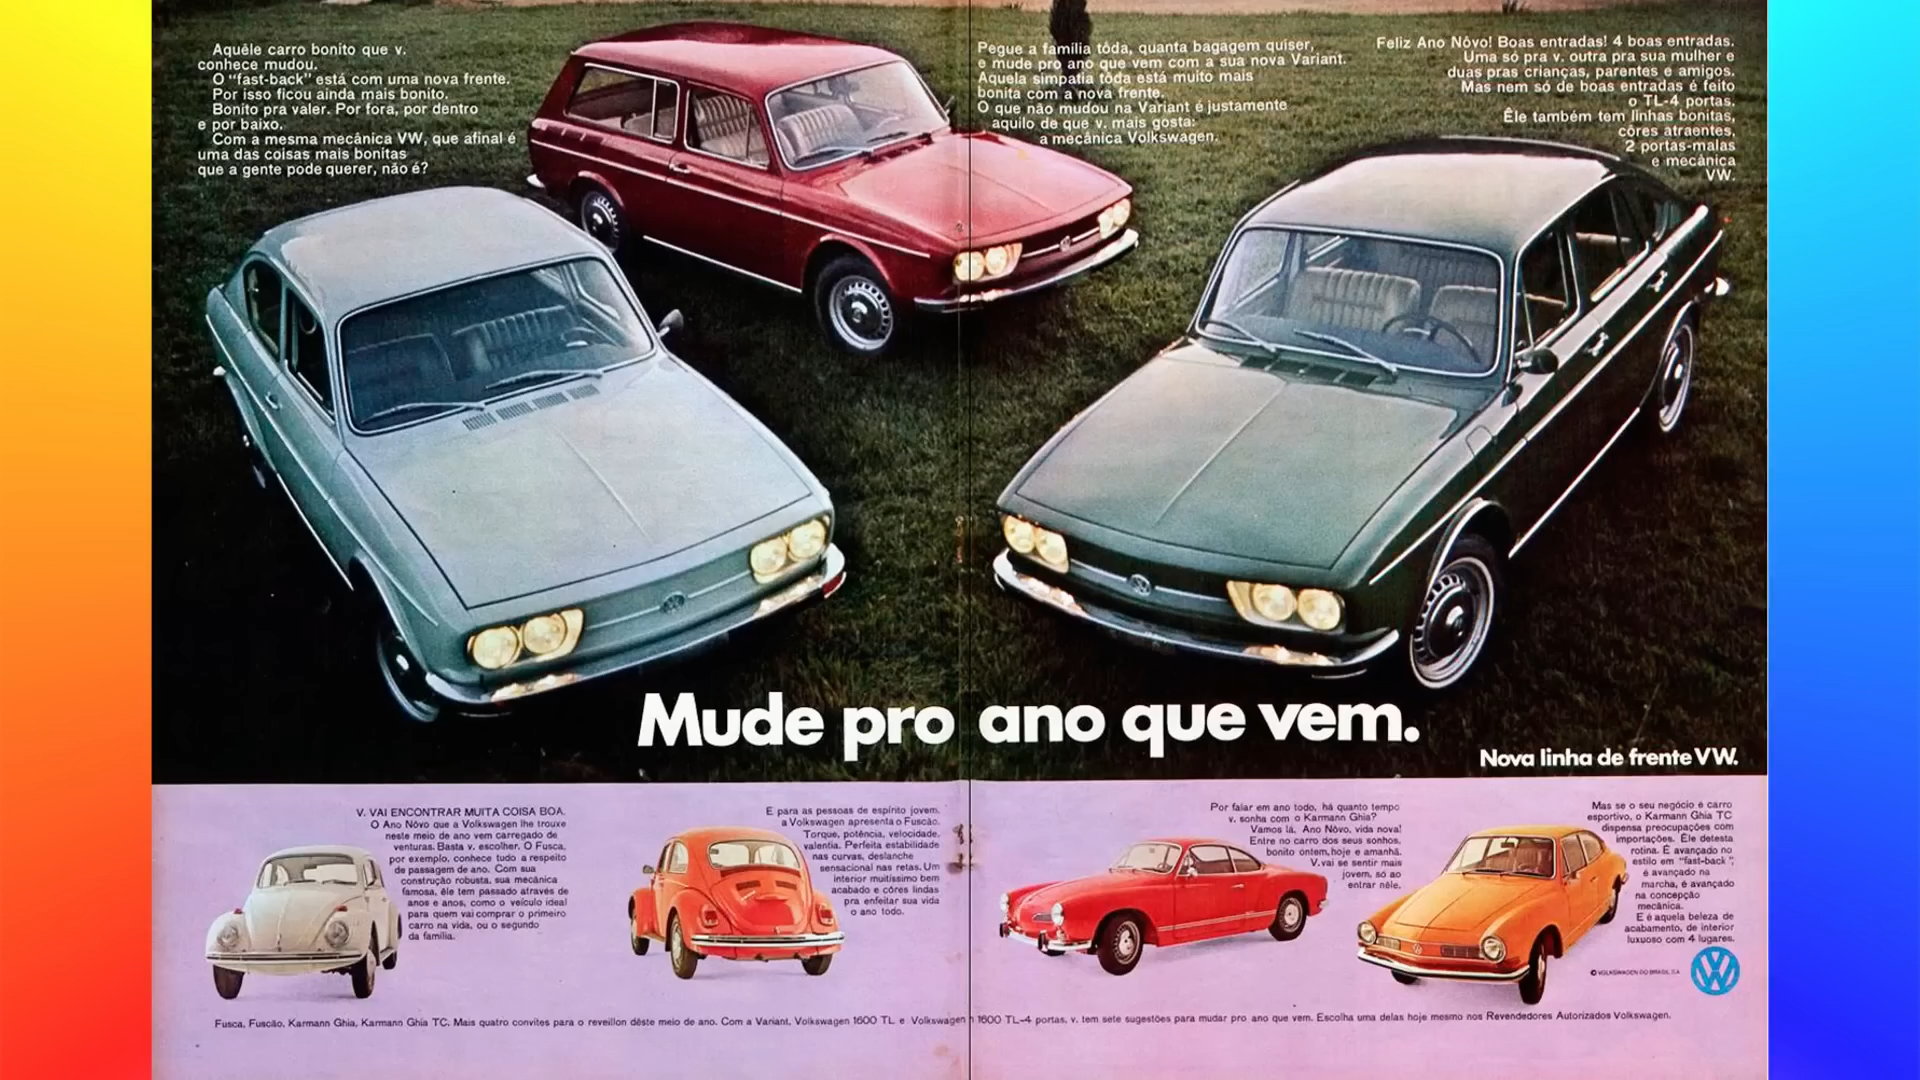 Aquêle carro bonito que v.
conhece mudou.
O "fast-back" está com uma nova frente.
Por isso ficou ainda mais bonito.
Bonito pra valer. Por fora, por dentro
e por baixo.
Com a mesma mecânica VW, que afinal é
uma das coisas mais bonitas
que a gente pode querer, não é?
Pegue a família tôda, quanta bagagem quiser,
e mude pro ano que vem com a sua nova Variant.
Aquela simpatia tôda está muito mais
bonita com a nova frente.
O que não mudou na Variant é justamente
aquilo de que v. mais gosta:
a mecânica Volkswagen.
Feliz Ano Nôvo! Boas entradas! 4 boas entradas.
Uma só pra v. outra pra sua mulher e
duas pras crianças, parentes e amigos.
Mas nem só de boas entradas é feito
o TL-4 portas.
Êle também tem linhas bonitas,
côres atraentes,
2 portas-malas
e mecânica
VW.
Mude pro ano que vem.
Nova linha de frente VW.
V. VAI ENCONTRAR MUITA COISA BOA.
O Ano Nôvo que a Volkswagen lhe trouxe
neste meio de ano vem carregado de
venturas. Basta v. escolher. O Fusca,
por exemplo, conhece tudo a respeito
de passagem de ano. Com sua
construção robusta, sua mecânica
famosa, êle tem passado através de
anos e anos, como o veículo ideal
para quem vai comprar o primeiro
carro na vida, ou o segundo
da família.
E para as pessoas de espírito jovem,
a Volkswagen apresenta o Fuscão.
Torque, potência, velocidade,
valentia. Perfeita estabilidade
nas curvas, deslanche
sensacional nas retas. Um
interior muitíssimo bem
acabado e côres lindas
pra enfeitar sua vida
o ano todo.
Por falar em ano todo, há quanto tempo
v. sonha com o Karmann Ghia?
Vamos lá. Ano Nôvo, vida nova!
Entre no carro dos seus sonhos,
bonito ontem, hoje e amanhã.
V. vai se sentir mais
jovem, só ao
entrar nêle.
Mas se o seu negócio é carro
esportivo, o Karmann Ghia TC
dispensa preocupações com
importações. Êle detesta
rotina. É avançado no
estilo em "fast-back",
é avançado na
marcha, é avançado
na concepção
mecânica.
E é aquela beleza de
acabamento, de interior
luxuoso com 4 lugares.
© VOLKSWAGEN DO BRASIL S.A.
Fusca, Fuscão, Karmann Ghia, Karmann Ghia TC. Mais quatro convites para o reveillon dêste meio de ano. Com a Variant, Volkswagen 1600 TL e Volkswagen 1600 TL-4 portas, v. tem sete sugestões para mudar pro ano que vem. Escolha uma delas hoje mesmo nos Revendedores Autorizados Volkswagen.